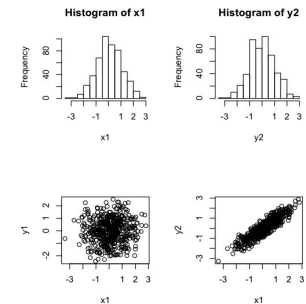 Histogram of x1
Histogram of y2
Frequency
0 40 80
-3 -1 1 2 3
x1
Frequency
0 40 80
-3 -1 1 2 3
y2
y1
-2 0 1 2
-3 -1 1 2 3
x1
y2
-3 -1 1 3
-3 -1 1 2 3
x1